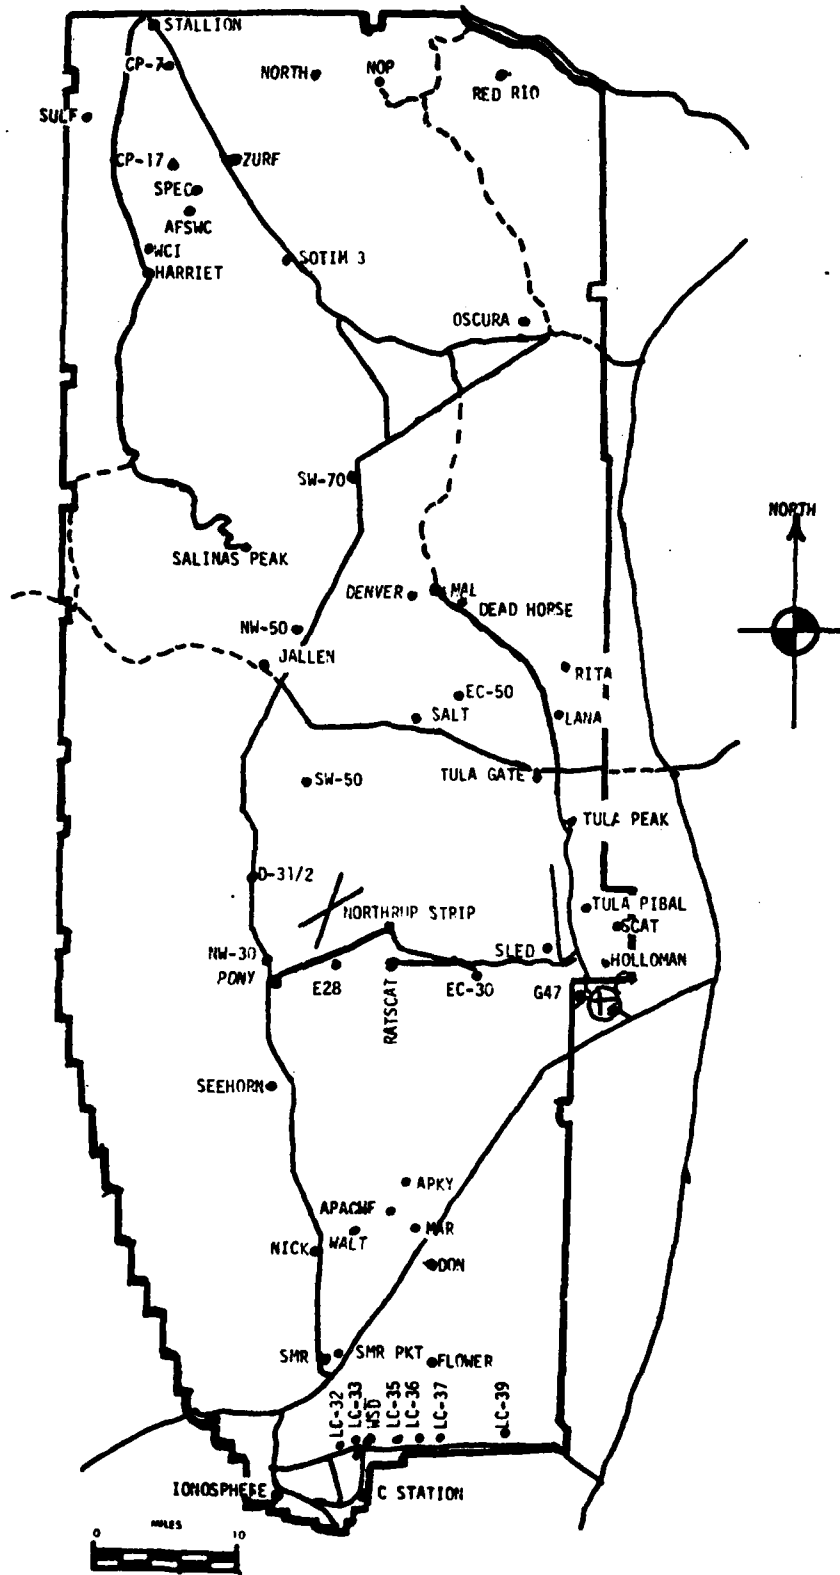 STALLION
CP-7
NORTH
NOP
RED RIO
SULF
CP-17
ZURF
SPEC
AFSWC
WCI
HARRIET
SOTIM 3
OSCURA
SW-70
NORTH
SALINAS PEAK
DENVER
MAL
DEAD HORSE
NW-50
JALLEN
RITA
EC-50
SALT
LANA
TULA GATE
SW-50
TULA PEAK
D-31/2
NORTHRUP STRIP
TULA PIBAL
SCAT
NW-30
SLED
HOLLOMAN
PONY
E28
RATSCAT
EC-30
G47
SEEHORN
APKY
APACHE
MAR
WALT
NICK
DON
SMR
SMR PKT
FLOWER
LC-32
LC-33
WSD
LC-35
LC-36
LC-37
LC-39
IONOSPHERE
C STATION
MILES
0 10